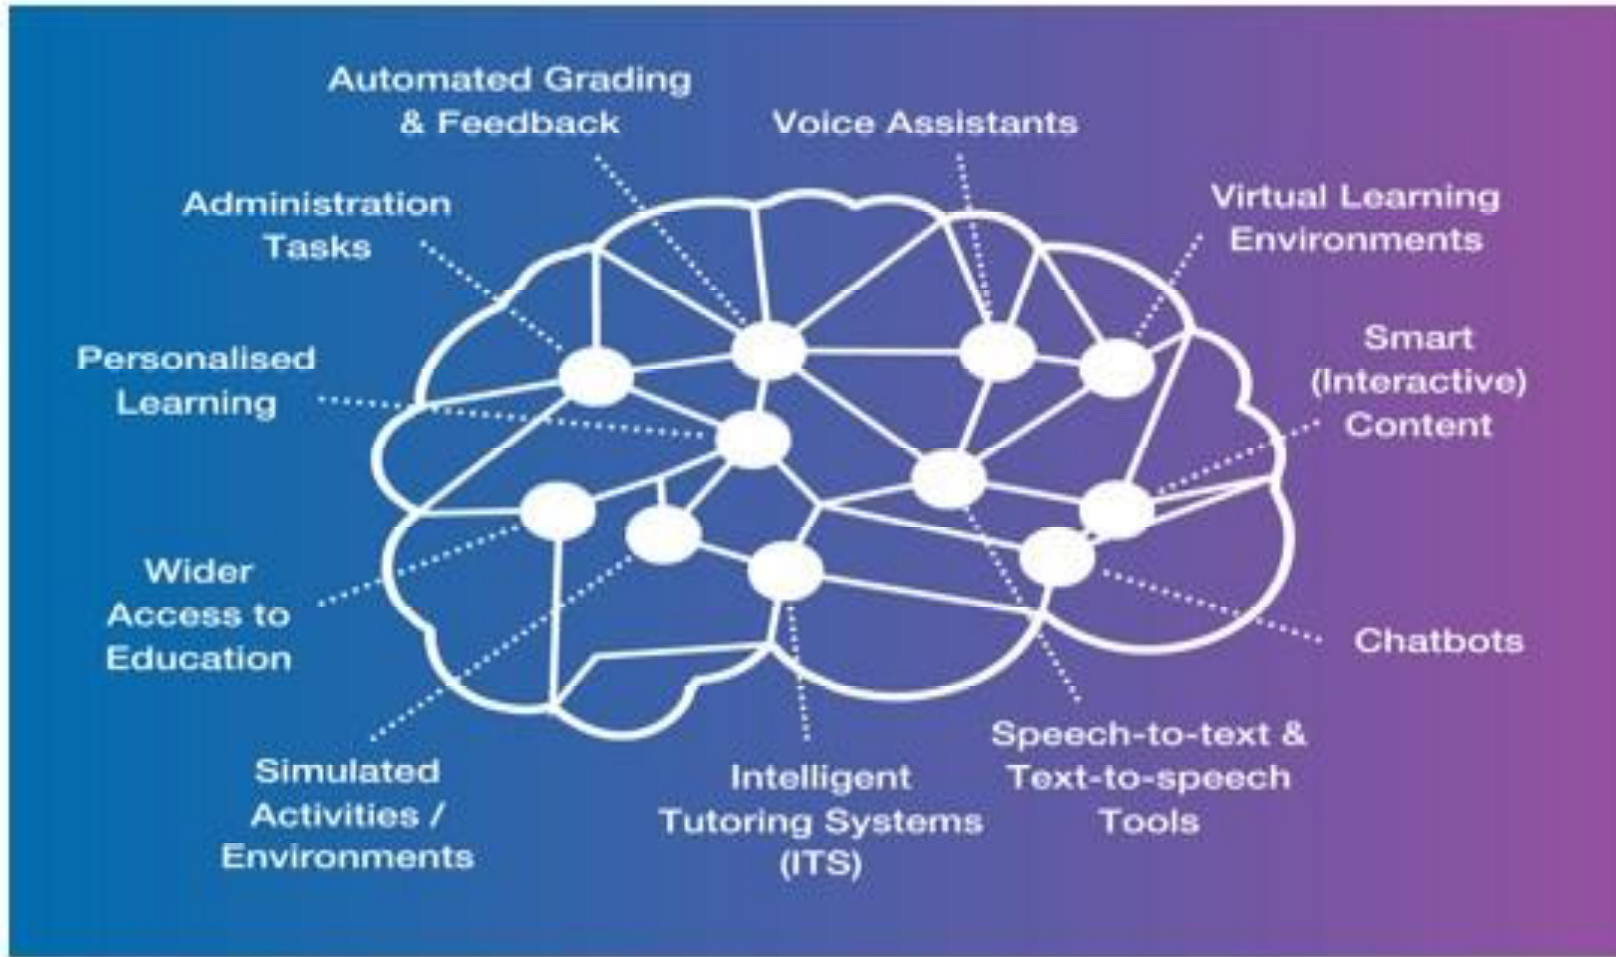 Automated Grading
& Feedback
Voice Assistants
Administration
Tasks
Virtual Learning
Environments
Personalised
Learning
Smart
(Interactive)
Content
Wider
Access to
Education
Chatbots
Simulated
Activities /
Environments
Intelligent
Tutoring Systems
(ITS)
Speech-to-text &
Text-to-speech
Tools